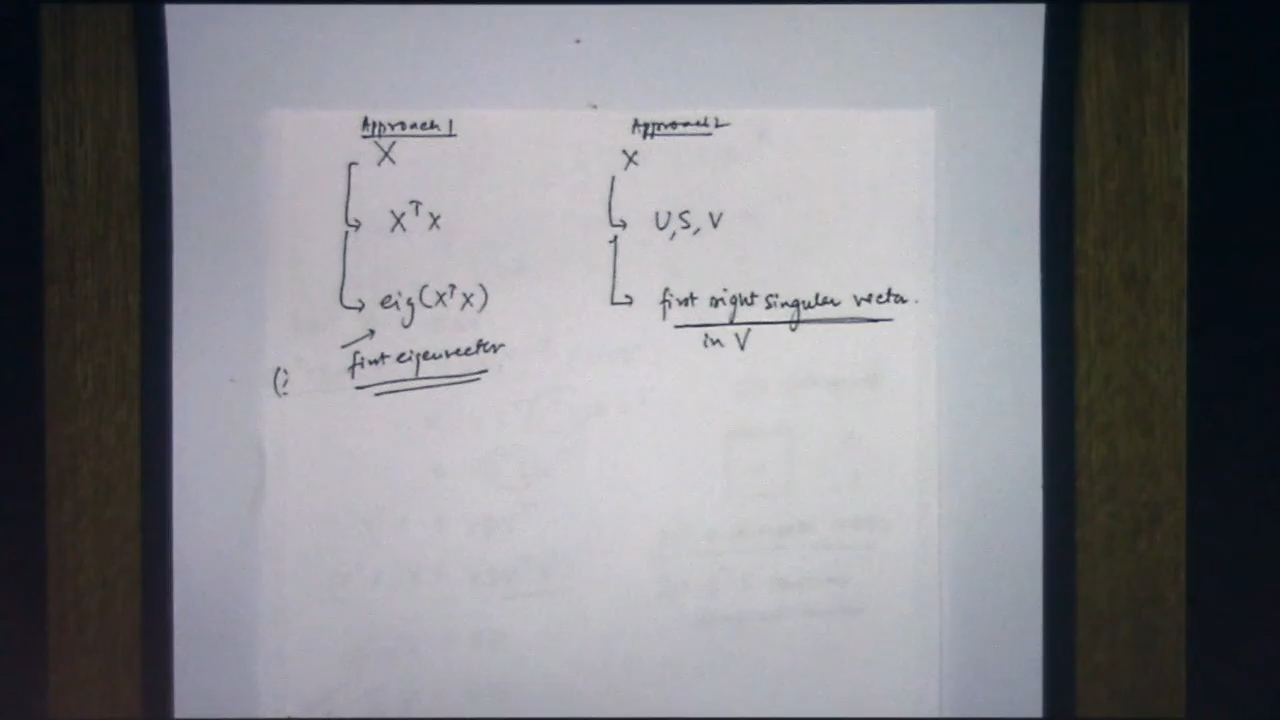 Approach 1
X
X^T X
eig(X^T X)
first eigenvector
(:
Approach 2
X
U, S, V
first right singular vector.
in V